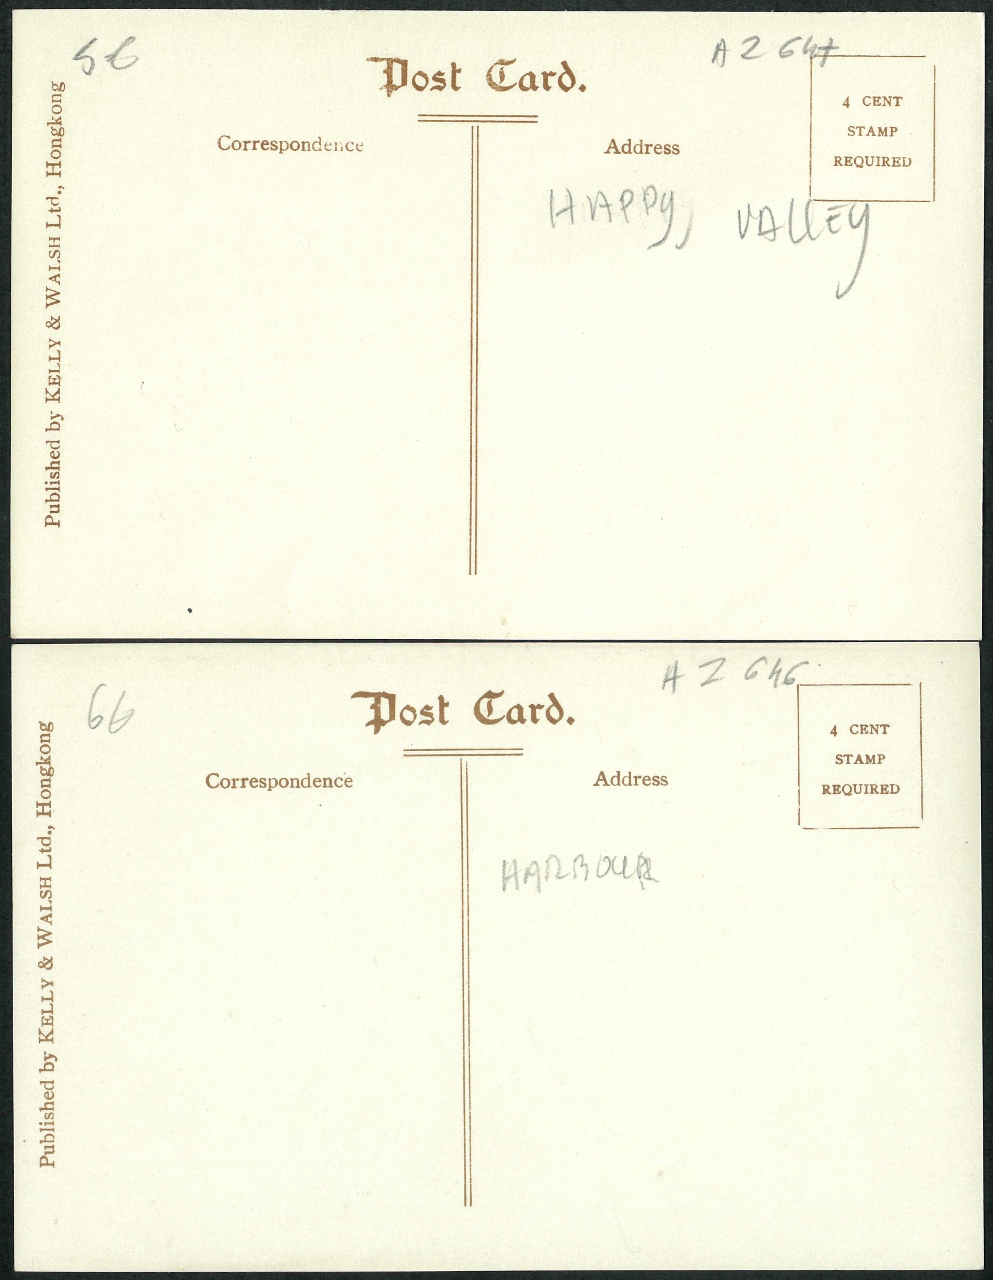 56
A2647
Post Card.
4 CENT
STAMP
REQUIRED
Correspondence
Address
HAPPY VALLEY
Published by KELLY & WALSH Ltd., Hongkong
66
A2646
Post Card.
4 CENT
STAMP
REQUIRED
Correspondence
Address
HARBOUR
Published by KELLY & WALSH Ltd., Hongkong